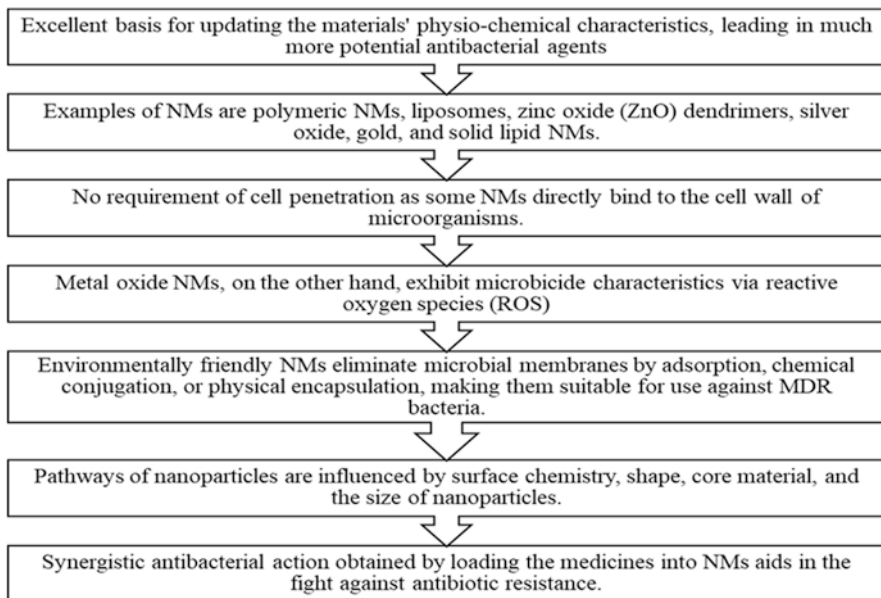 Excellent basis for updating the materials' physio-chemical characteristics, leading in much
more potential antibacterial agents
Examples of NMs are polymeric NMs, liposomes, zinc oxide (ZnO) dendrimers, silver
oxide, gold, and solid lipid NMs.
No requirement of cell penetration as some NMs directly bind to the cell wall of
microorganisms.
Metal oxide NMs, on the other hand, exhibit microbicide characteristics via reactive
oxygen species (ROS)
Environmentally friendly NMs eliminate microbial membranes by adsorption, chemical
conjugation, or physical encapsulation, making them suitable for use against MDR
bacteria.
Pathways of nanoparticles are influenced by surface chemistry, shape, core material, and
the size of nanoparticles.
Synergistic antibacterial action obtained by loading the medicines into NMs aids in the
fight against antibiotic resistance.